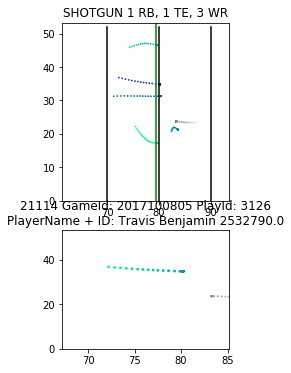 SHOTGUN 1 RB, 1 TE, 3 WR
50
40
30
20
10
0
70 80 90
21114 GameId: 2017100805 PlayId: 3126
PlayerName + ID: Travis Benjamin 2532790.0
40
20
0
70 75 80 85